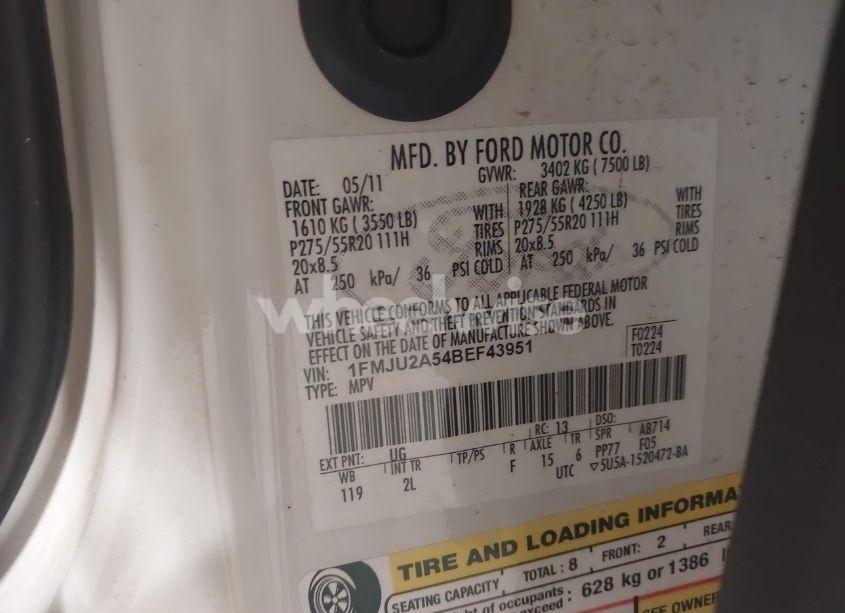 MFD. BY FORD MOTOR CO.
DATE: 05/11 GVWR: 3402 KG ( 7500 LB)
FRONT GAWR: REAR GAWR:
1610 KG ( 3550 LB) WITH 1928 KG ( 4250 LB) WITH
P275/55R20 111H TIRES P275/55R20 111H TIRES
20x8.5 RIMS 20x8.5 RIMS
AT 250 kPa/ 36 PSI COLD AT 250 kPa/ 36 PSI COLD
THIS VEHICLE CONFORMS TO ALL APPLICABLE FEDERAL MOTOR
VEHICLE SAFETY AND THEFT PREVENTION STANDARDS IN
EFFECT ON THE DATE OF MANUFACTURE SHOWN ABOVE.
VIN: 1FMJU2A54BEF43951 F0224
TYPE: MPV T0224
EXT PNT: UG RC: 13 DSO:
WB INT TR TP/PS R AXLE TR SPR AB714
119 2L F 15 6 PP77 F05
UTC ▽5U5A-1520472-BA
TIRE AND LOADING INFORMA
SEATING CAPACITY TOTAL : 8 FRONT: 2 REAR:
of occupants
exceed : 628 kg or 1386
SEE OWNER